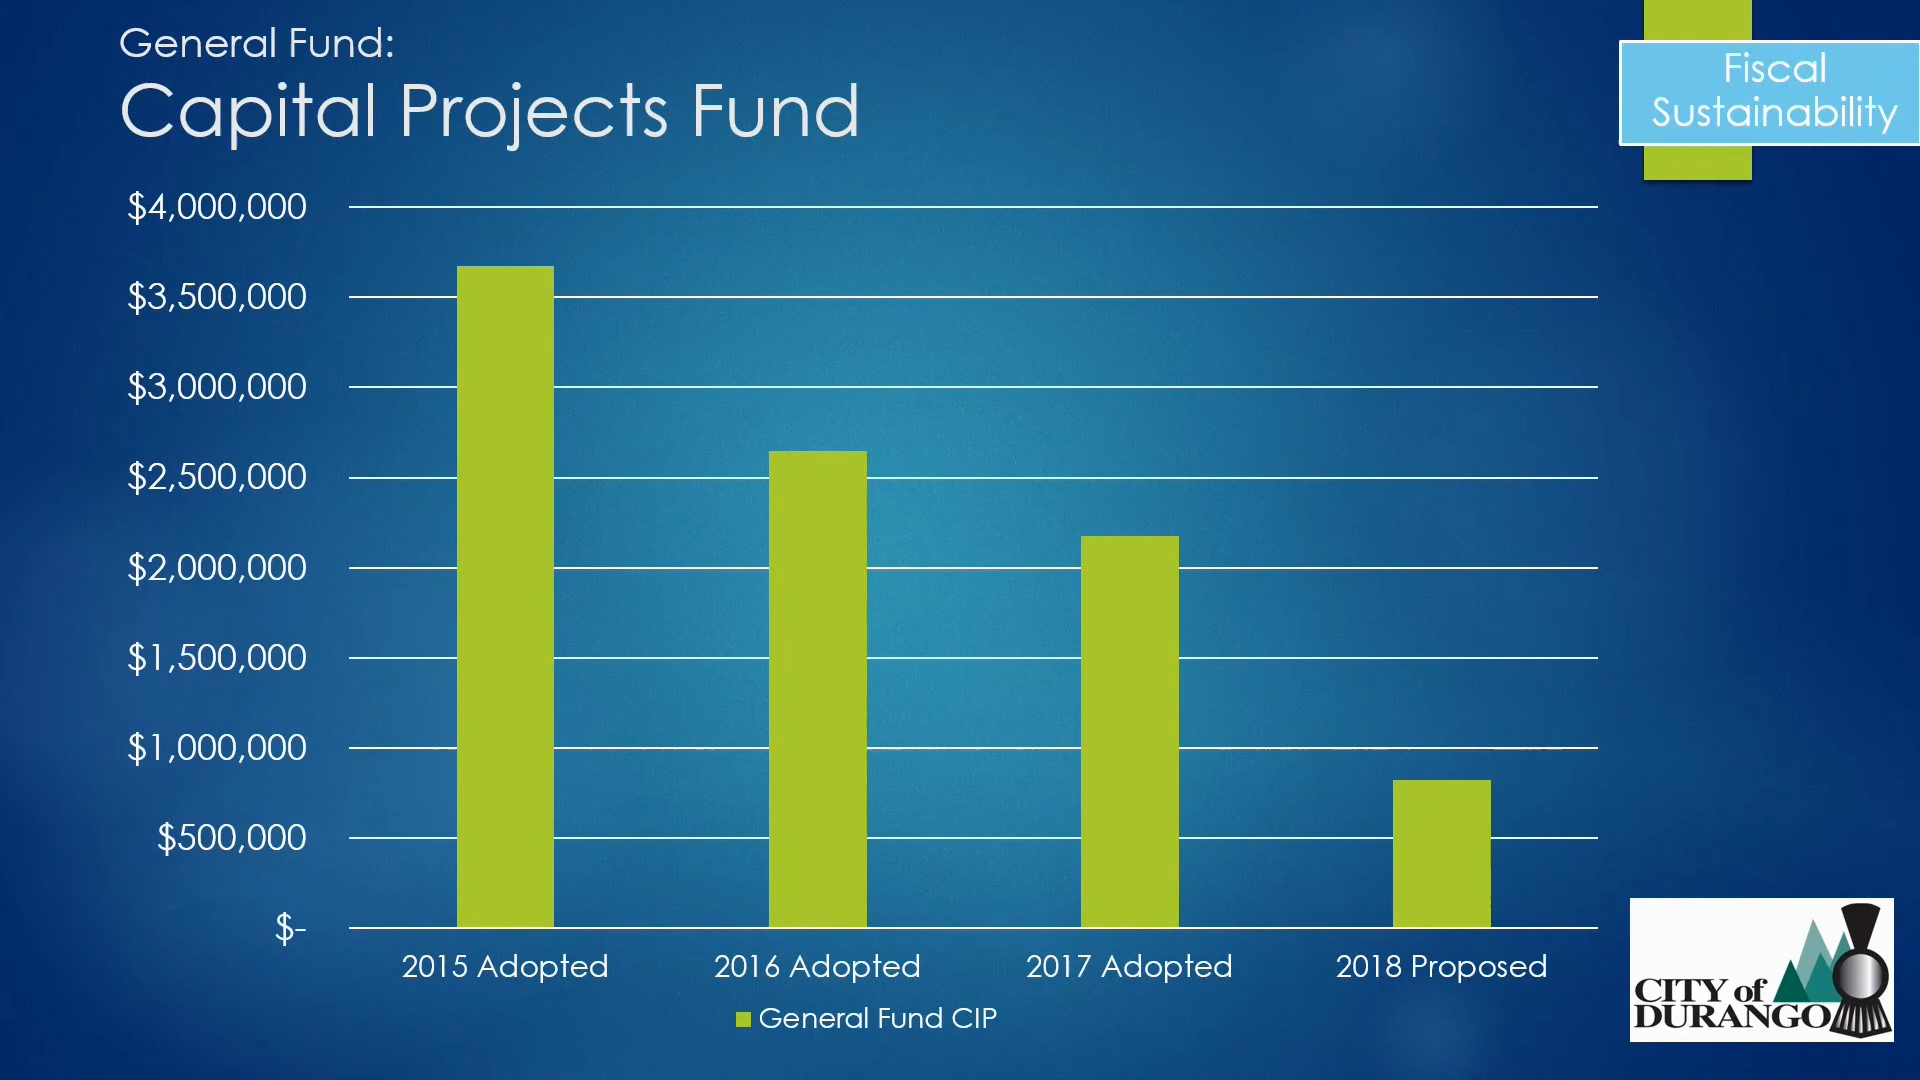 General Fund:
Capital Projects Fund
Fiscal
Sustainability
$4,000,000
$3,500,000
$3,000,000
$2,500,000
$2,000,000
$1,500,000
$1,000,000
$500,000
$-
2015 Adopted
2016 Adopted
2017 Adopted
2018 Proposed
General Fund CIP
CITY of
DURANGO